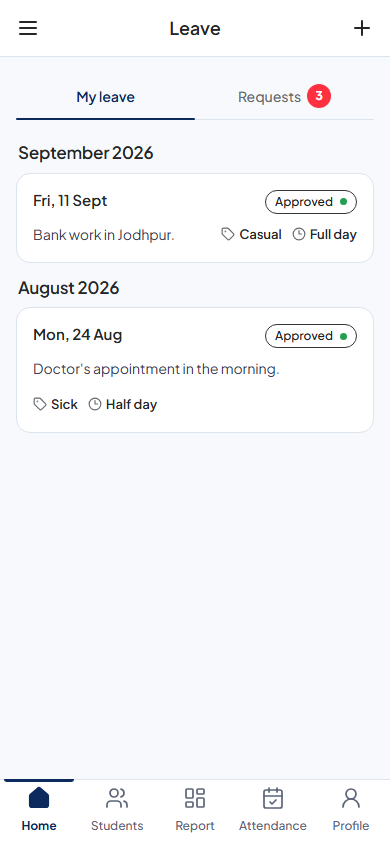 Leave
My leave
Requests 3
September 2026
Fri, 11 Sept
Approved
Bank work in Jodhpur.
Casual
Full day
August 2026
Mon, 24 Aug
Approved
Doctor's appointment in the morning.
Sick
Half day
Home
Students
Report
Attendance
Profile